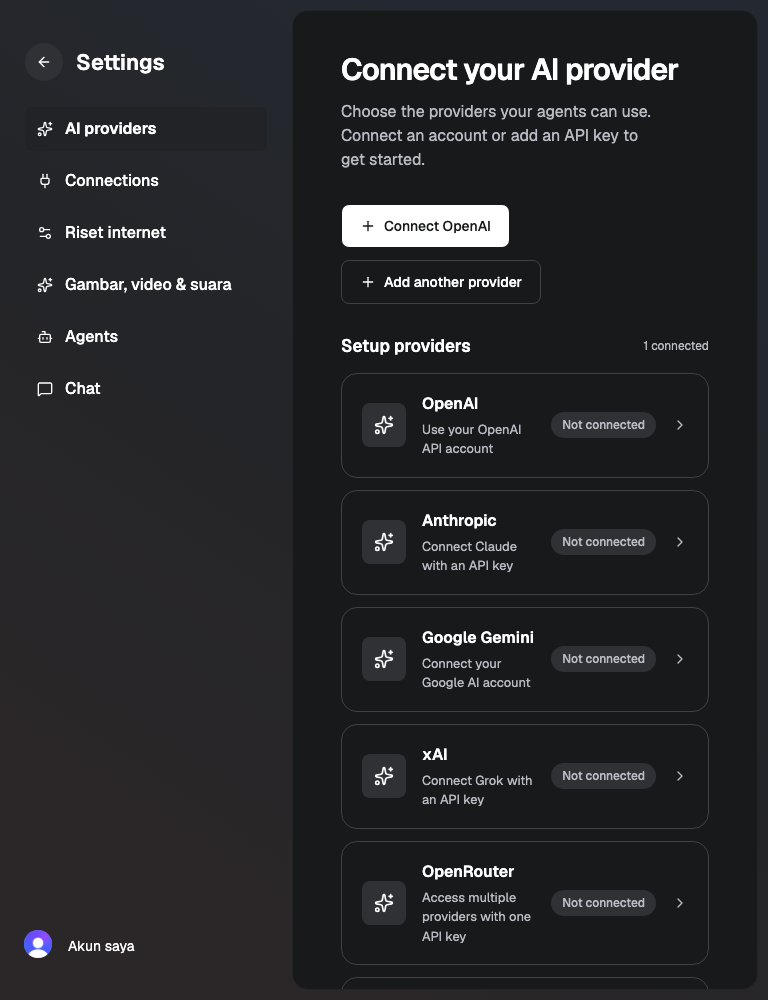 Settings
AI providers
Connections
Riset internet
Gambar, video & suara
Agents
Chat
Akun saya
Connect your AI provider
Choose the providers your agents can use.
Connect an account or add an API key to
get started.
Connect OpenAI
Add another provider
Setup providers
1 connected
OpenAI
Use your OpenAI
API account
Not connected
Anthropic
Connect Claude
with an API key
Not connected
Google Gemini
Connect your
Google AI account
Not connected
xAI
Connect Grok with
an API key
Not connected
OpenRouter
Access multiple
providers with one
API key
Not connected